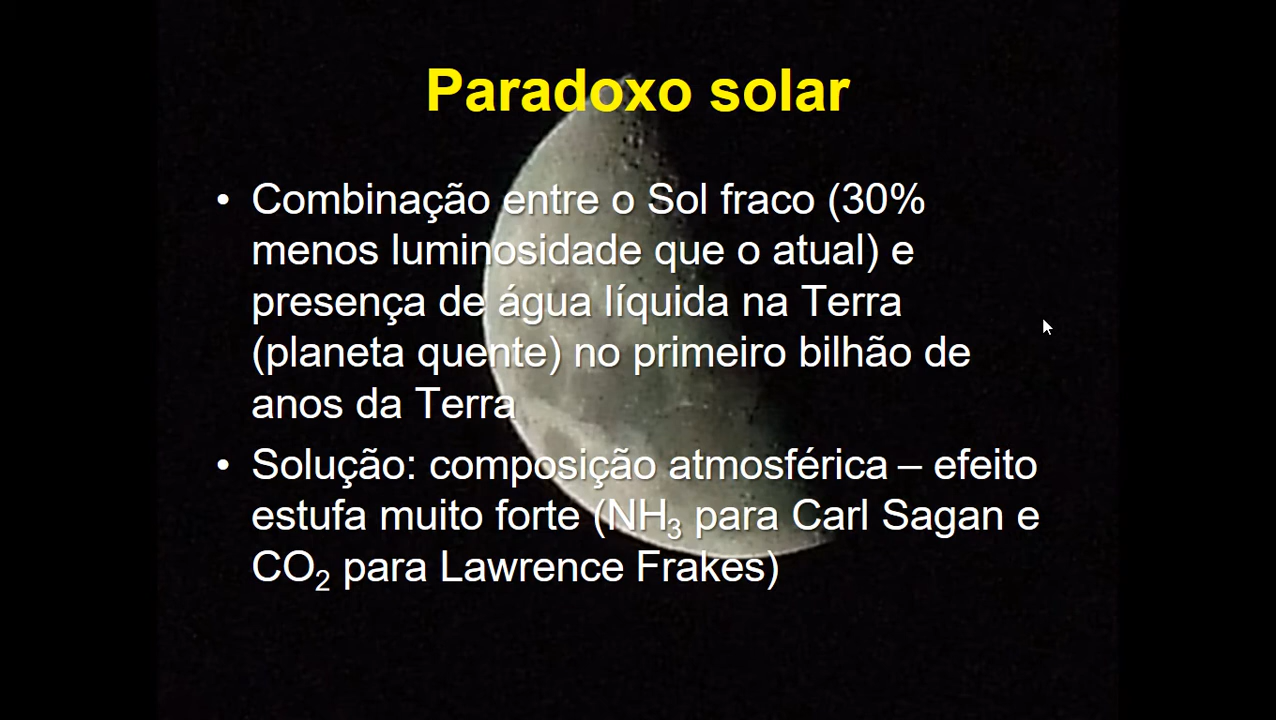 Paradoxo solar
• Combinação entre o Sol fraco (30%
menos luminosidade que o atual) e
presença de água líquida na Terra
(planeta quente) no primeiro bilhão de
anos da Terra
• Solução: composição atmosférica – efeito
estufa muito forte (NH₃ para Carl Sagan e
CO₂ para Lawrence Frakes)